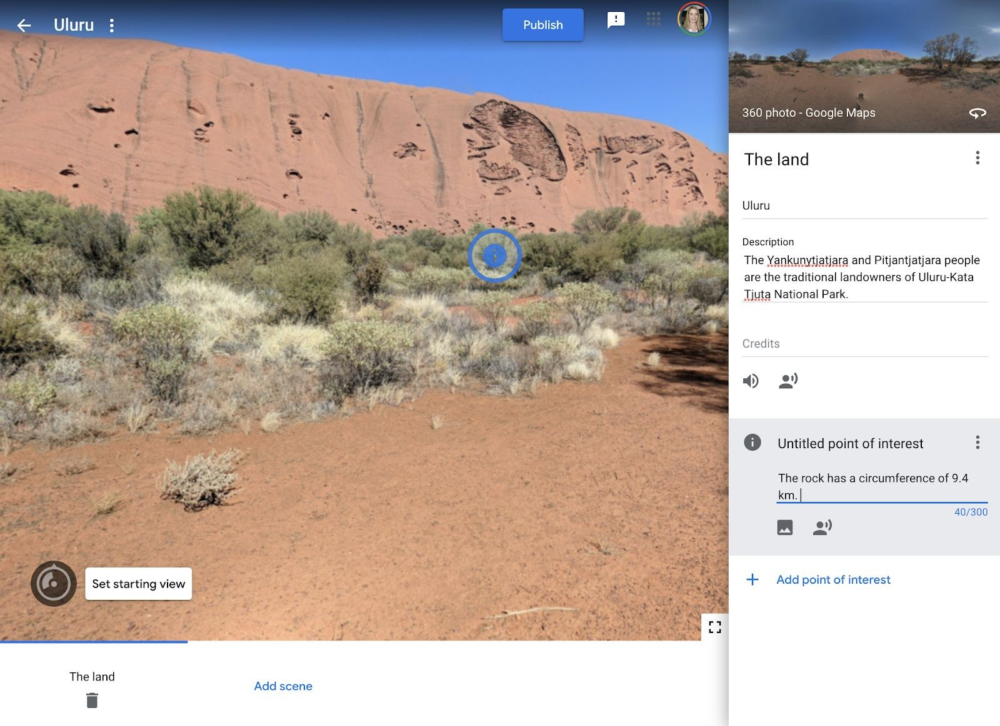 Uluru
Publish
360 photo - Google Maps
The land
Uluru
Description
The Yankunytjatjara and Pitjantjatjara people
are the traditional landowners of Uluru-Kata
Tjuta National Park.
Credits
Untitled point of interest
The rock has a circumference of 9.4
km.
40/300
Add point of interest
Set starting view
The land
Add scene